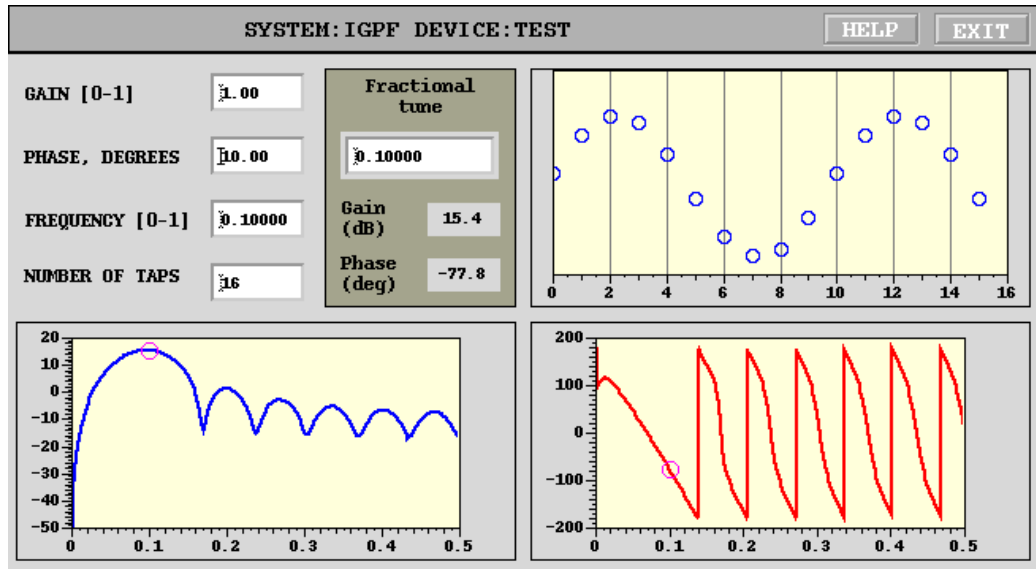 SYSTEM:IGPF DEVICE:TEST
HELP
EXIT
GAIN [0-1]
1.00
PHASE, DEGREES
10.00
FREQUENCY [0-1]
0.10000
NUMBER OF TAPS
16
Fractional
tune
0.10000
Gain
(dB)
15.4
Phase
(deg)
-77.8
0 2 4 6 8 10 12 14 16
20
10
0
-10
-20
-30
-40
-50
0 0.1 0.2 0.3 0.4 0.5
200
100
0
-100
-200
0 0.1 0.2 0.3 0.4 0.5